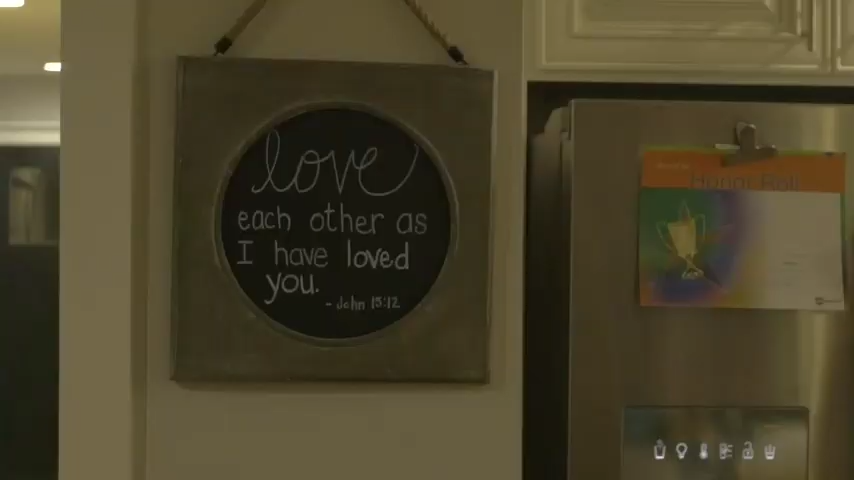 love
each other as
I have loved
you.
- John 15:12
Honor Roll